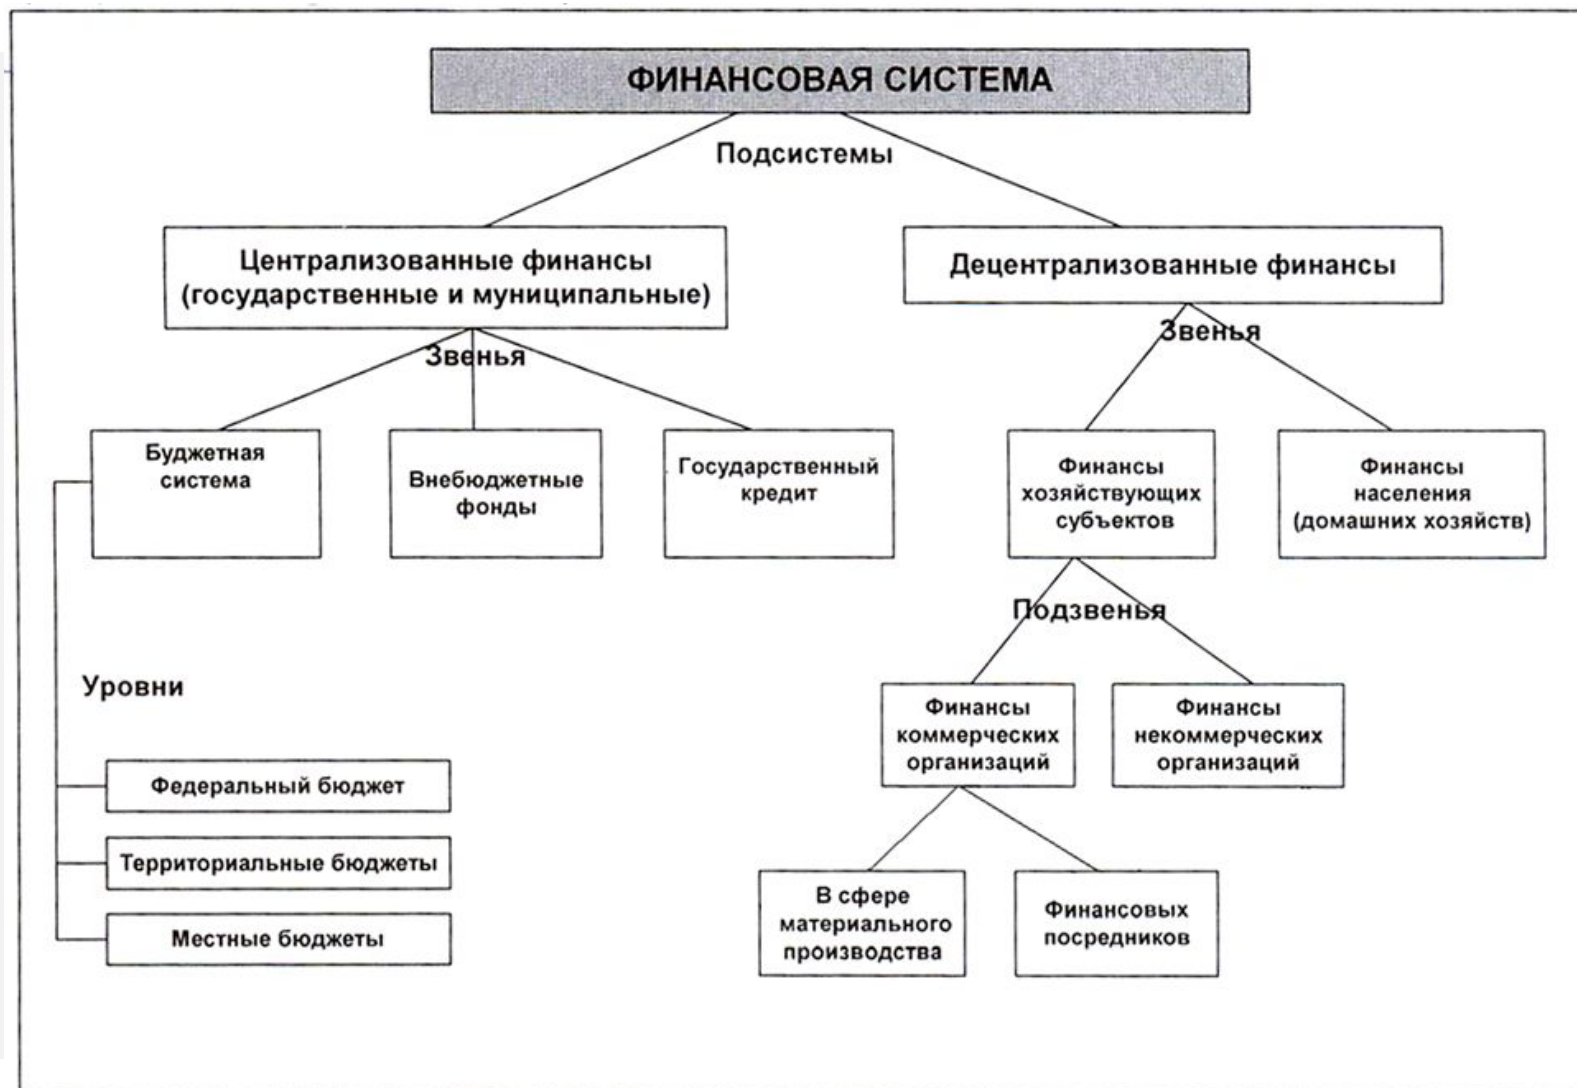 ФИНАНСОВАЯ СИСТЕМА
Подсистемы
Централизованные финансы
(государственные и муниципальные)
Децентрализованные финансы
Звенья
Звенья
Буджетная
система
Внебюджетные
фонды
Государственный
кредит
Финансы
хозяйствующих
субъектов
Финансы
населения
(домашних хозяйств)
Подзвенья
Уровни
Финансы
коммерческих
организаций
Финансы
некоммерческих
организаций
Федеральный бюджет
Территориальные бюджеты
Местные бюджеты
В сфере
материального
производства
Финансовых
посредников